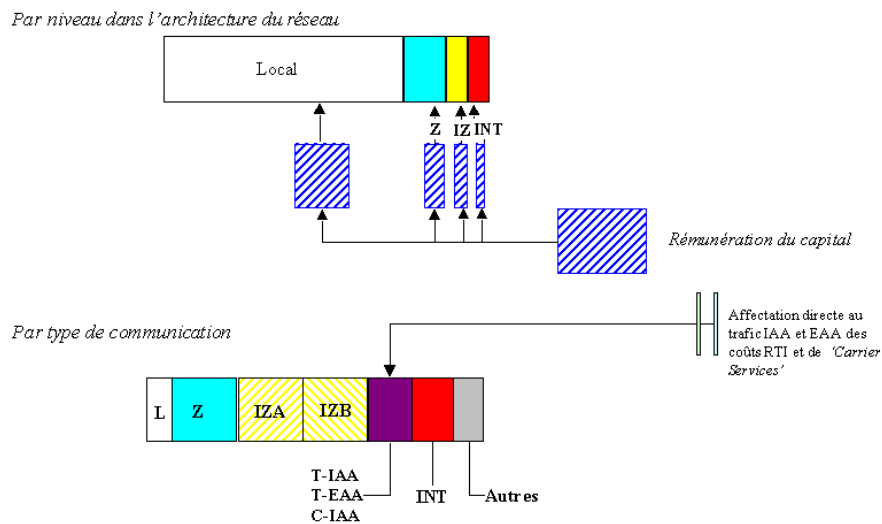 Par niveau dans l'architecture du réseau
Local
Z IZ INT
Rémunération du capital
Par type de communication
Affectation directe au
trafic IAA et EAA des
coûts RTI et de 'Carrier
Services'
L Z IZA IZB
T-IAA
T-EAA
C-IAA
INT
Autres